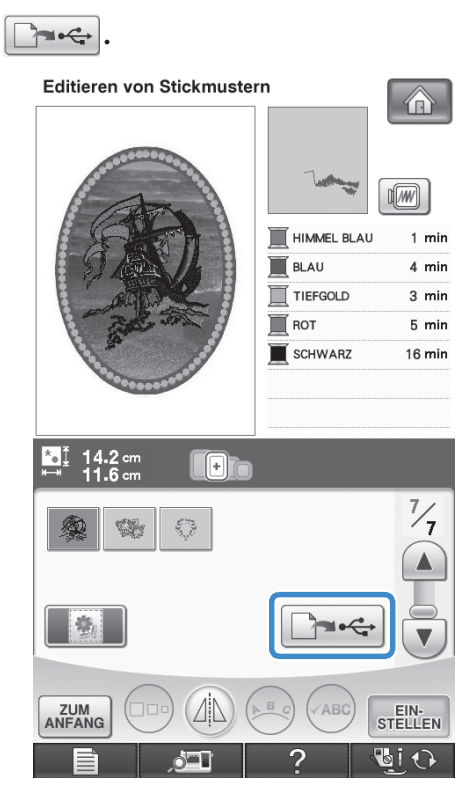 .
Editieren von Stickmustern
HIMMEL BLAU 1 min
BLAU 4 min
TIEFGOLD 3 min
ROT 5 min
SCHWARZ 16 min
14.2 cm
11.6 cm
7/7
ZUM ANFANG
A B C
✓ABC
EIN-
STELLEN
?